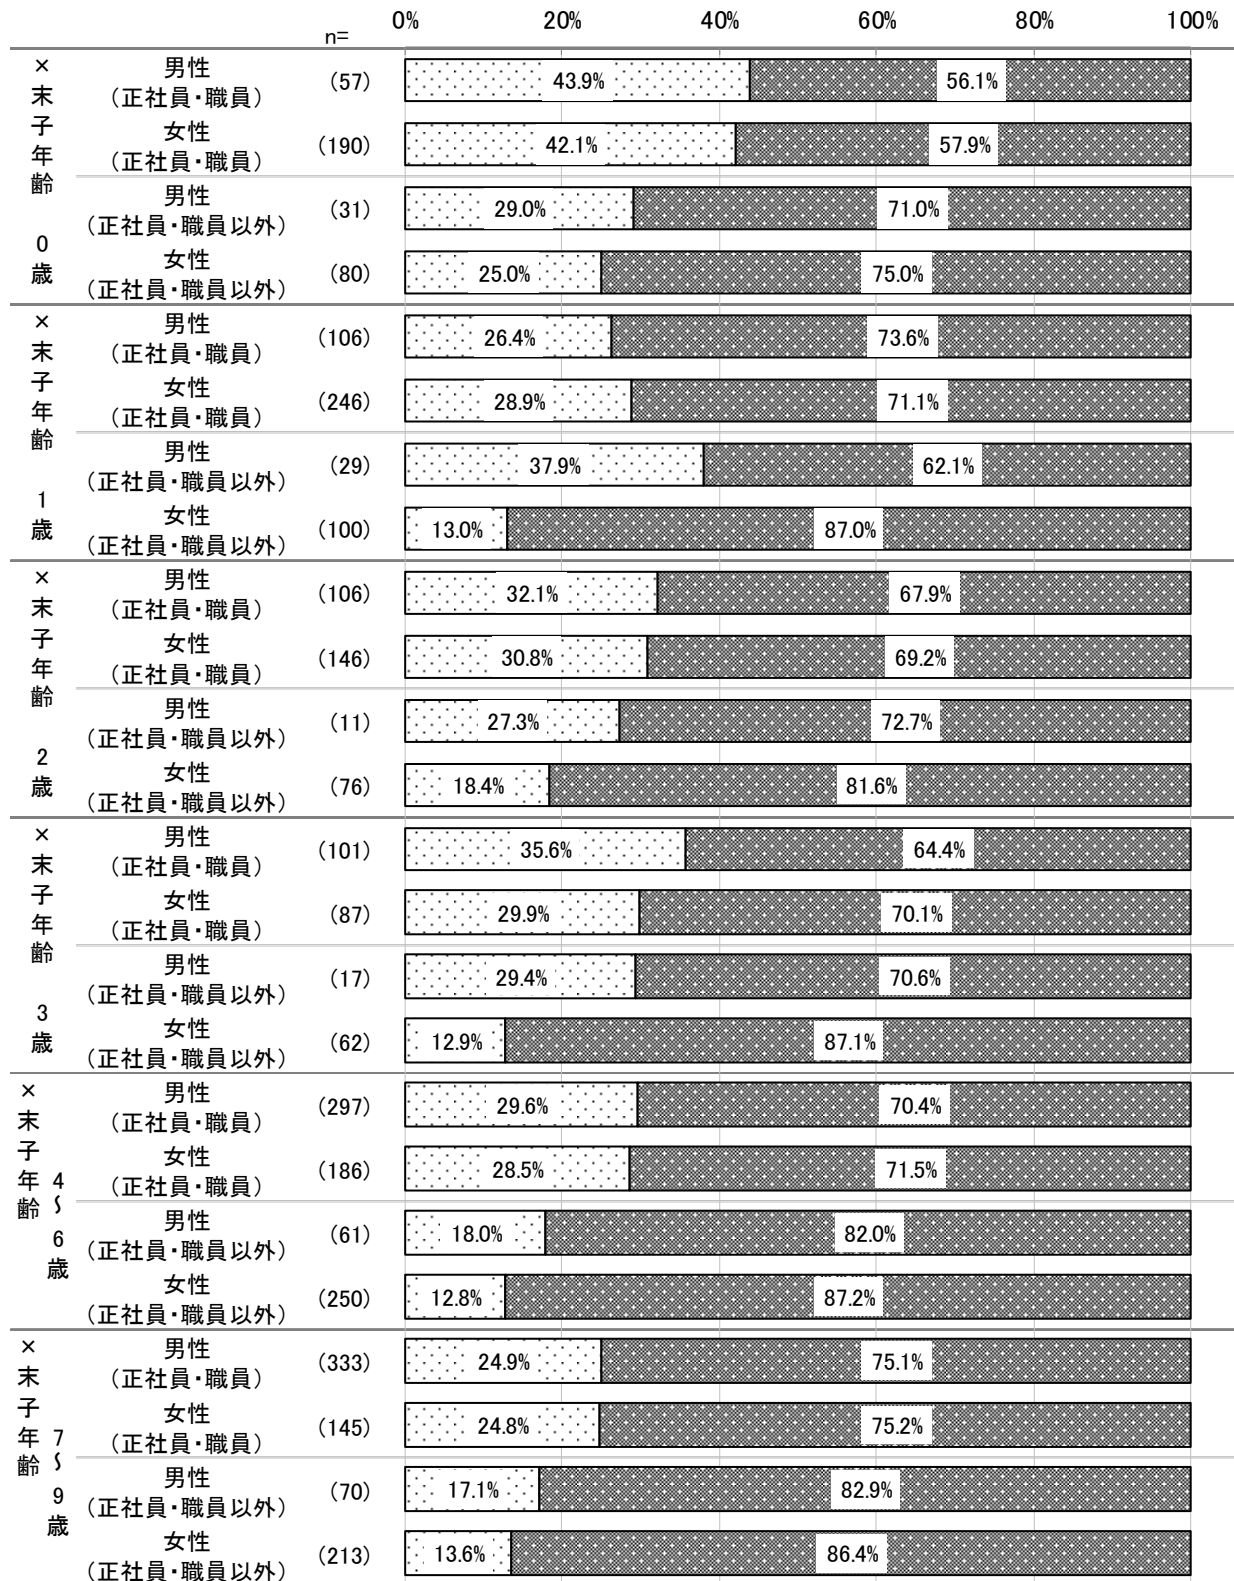 0% 20% 40% 60% 80% 100%
n=
×末子年齢 0歳
男性
（正社員・職員） (57) 43.9% 56.1%
女性
（正社員・職員） (190) 42.1% 57.9%
男性
（正社員・職員以外） (31) 29.0% 71.0%
女性
（正社員・職員以外） (80) 25.0% 75.0%
×末子年齢 1歳
男性
（正社員・職員） (106) 26.4% 73.6%
女性
（正社員・職員） (246) 28.9% 71.1%
男性
（正社員・職員以外） (29) 37.9% 62.1%
女性
（正社員・職員以外） (100) 13.0% 87.0%
×末子年齢 2歳
男性
（正社員・職員） (106) 32.1% 67.9%
女性
（正社員・職員） (146) 30.8% 69.2%
男性
（正社員・職員以外） (11) 27.3% 72.7%
女性
（正社員・職員以外） (76) 18.4% 81.6%
×末子年齢 3歳
男性
（正社員・職員） (101) 35.6% 64.4%
女性
（正社員・職員） (87) 29.9% 70.1%
男性
（正社員・職員以外） (17) 29.4% 70.6%
女性
（正社員・職員以外） (62) 12.9% 87.1%
×末子年齢 4～6歳
男性
（正社員・職員） (297) 29.6% 70.4%
女性
（正社員・職員） (186) 28.5% 71.5%
男性
（正社員・職員以外） (61) 18.0% 82.0%
女性
（正社員・職員以外） (250) 12.8% 87.2%
×末子年齢 7～9歳
男性
（正社員・職員） (333) 24.9% 75.1%
女性
（正社員・職員） (145) 24.8% 75.2%
男性
（正社員・職員以外） (70) 17.1% 82.9%
女性
（正社員・職員以外） (213) 13.6% 86.4%